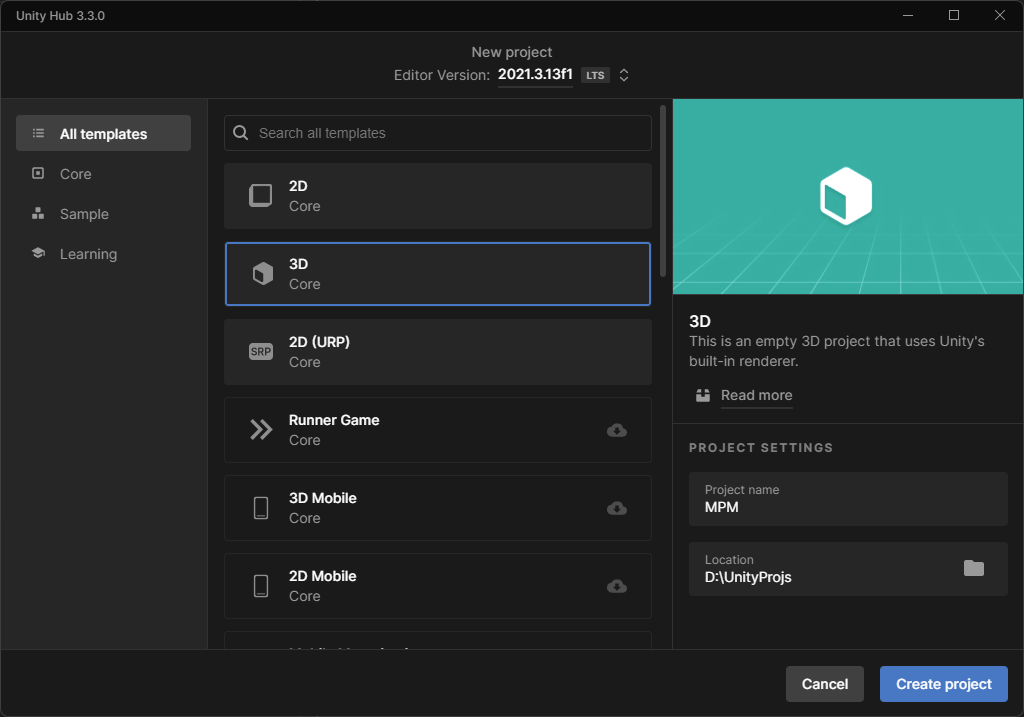 Unity Hub 3.3.0
New project
Editor Version: 2021.3.13f1 LTS
All templates
Core
Sample
Learning
Search all templates
2D
Core
3D
Core
SRP
2D (URP)
Core
Runner Game
Core
3D Mobile
Core
2D Mobile
Core
3D
This is an empty 3D project that uses Unity's
built-in renderer.
Read more
PROJECT SETTINGS
Project name
MPM
Location
D:\UnityProjs
Cancel
Create project